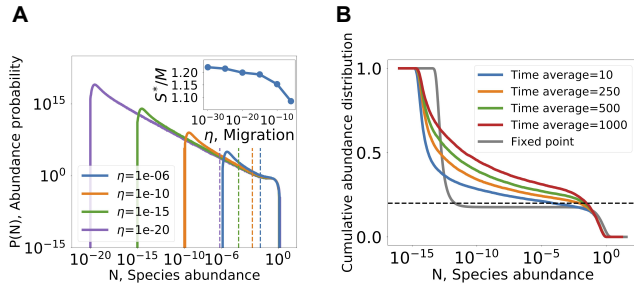 A
P(N), Abundance probability
10^15
10^0
10^-15
10^-20 10^-15 10^-10 10^-6 10^0
N, Species abundance
η=1e-06
η=1e-10
η=1e-15
η=1e-20
S*/M
1.20
1.15
1.10
10^-30 10^-20 10^-10
η, Migration
B
Cumulative abundance distribution
1.0
0.5
0.0
10^-15 10^-10 10^-5 10^0
N, Species abundance
Time average=10
Time average=250
Time average=500
Time average=1000
Fixed point